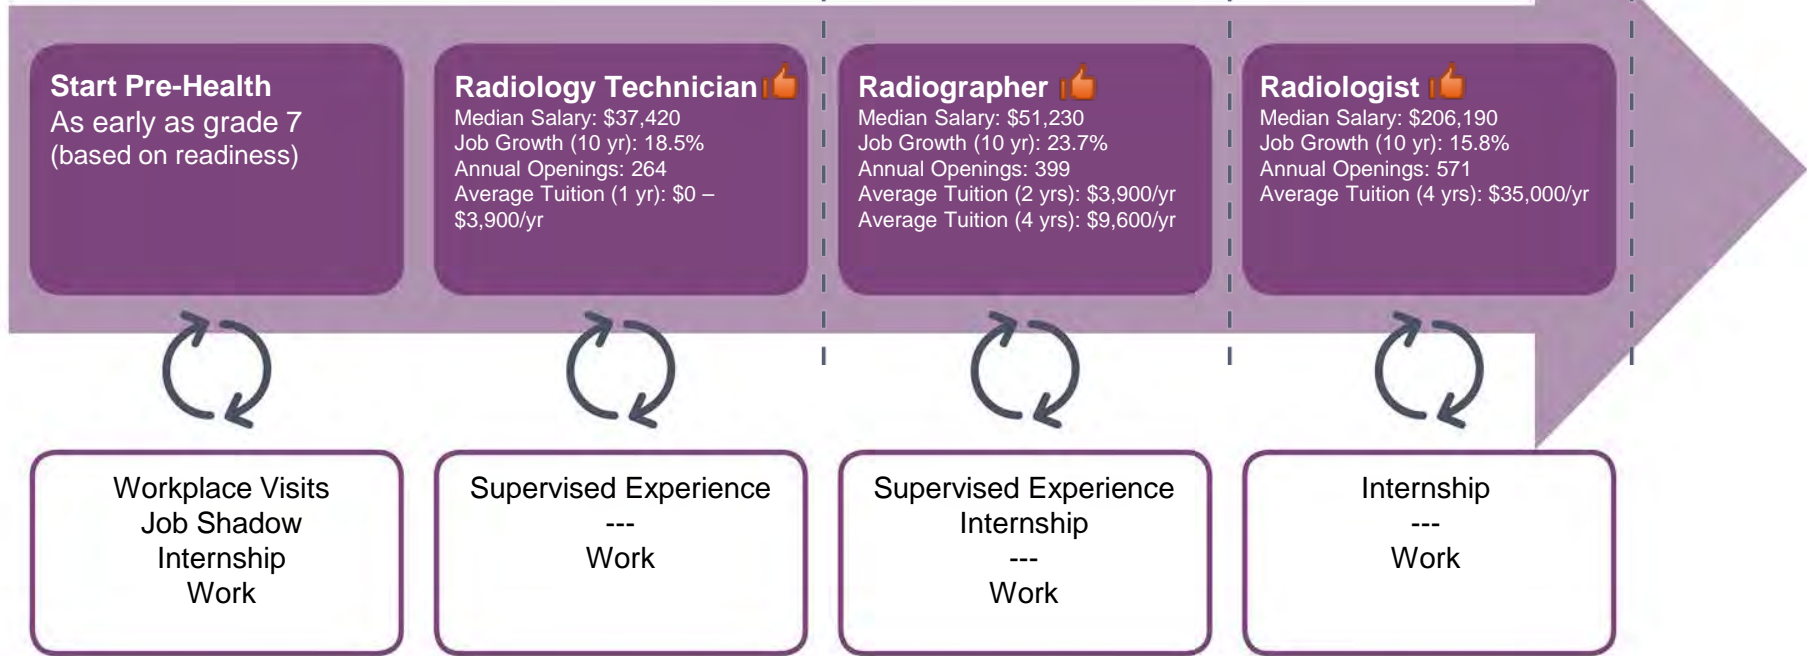 Start Pre-Health
As early as grade 7
(based on readiness)
Radiology Technician
Median Salary: $37,420
Job Growth (10 yr): 18.5%
Annual Openings: 264
Average Tuition (1 yr): $0 –
$3,900/yr
Radiographer
Median Salary: $51,230
Job Growth (10 yr): 23.7%
Annual Openings: 399
Average Tuition (2 yrs): $3,900/yr
Average Tuition (4 yrs): $9,600/yr
Radiologist
Median Salary: $206,190
Job Growth (10 yr): 15.8%
Annual Openings: 571
Average Tuition (4 yrs): $35,000/yr
Workplace Visits
Job Shadow
Internship
Work
Supervised Experience
---
Work
Supervised Experience
Internship
---
Work
Internship
---
Work